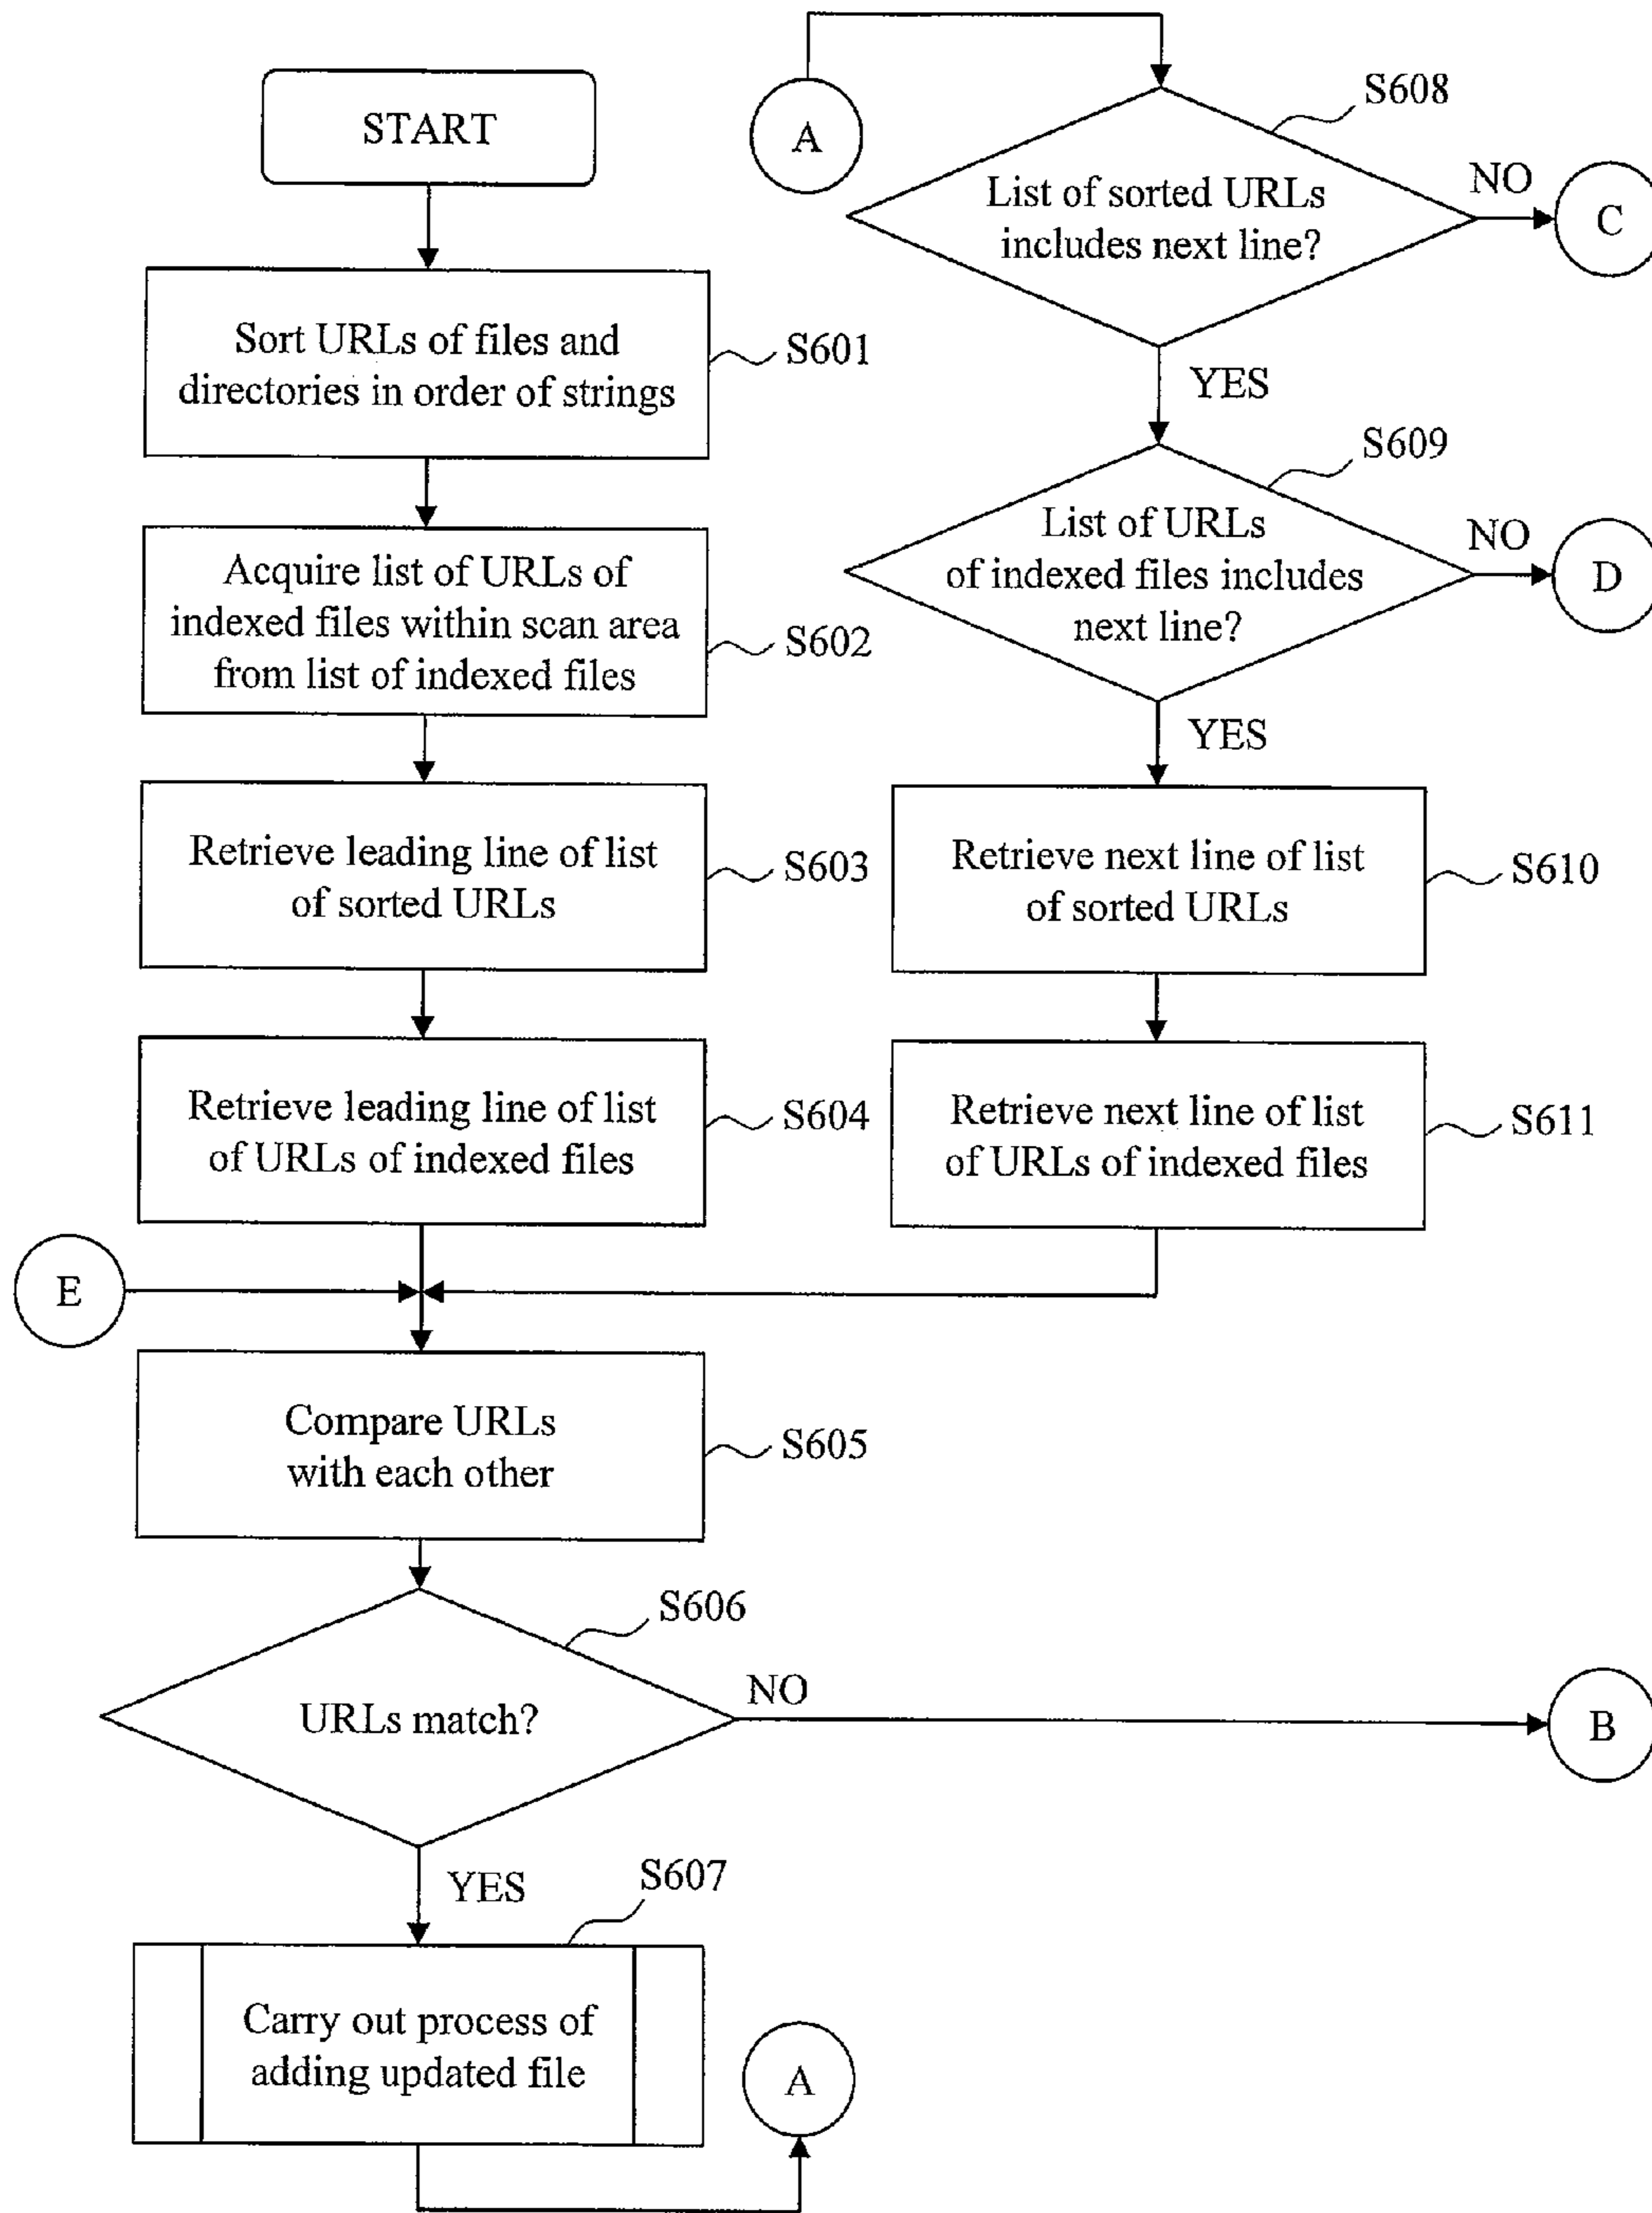 START
Sort URLs of files and
directories in order of strings
S601
Acquire list of URLs of
indexed files within scan area
from list of indexed files
S602
Retrieve leading line of list
of sorted URLs
S603
Retrieve leading line of list
of URLs of indexed files
S604
E
Compare URLs
with each other
S605
S606
URLs match?
NO
B
YES
S607
Carry out process of
adding updated file
A
A
S608
List of sorted URLs
includes next line?
NO
C
YES
S609
List of URLs
of indexed files includes
next line?
NO
D
YES
Retrieve next line of list
of sorted URLs
S610
Retrieve next line of list
of URLs of indexed files
S611